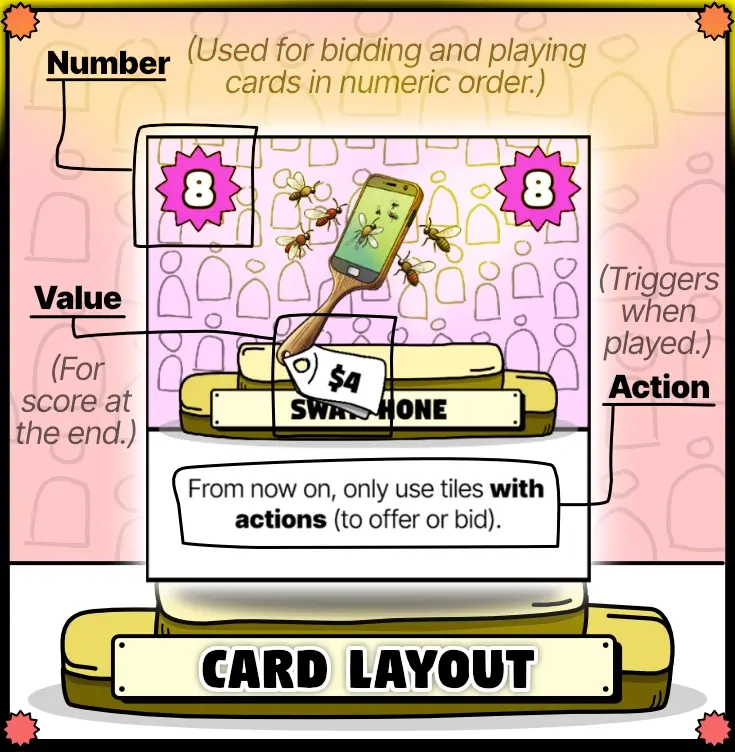 Number
(Used for bidding and playing
cards in numeric order.)
8
8
Value
(For
score at
the end.)
(Triggers
when
played.)
Action
$4
From now on, only use tiles with
actions (to offer or bid).
CARD LAYOUT